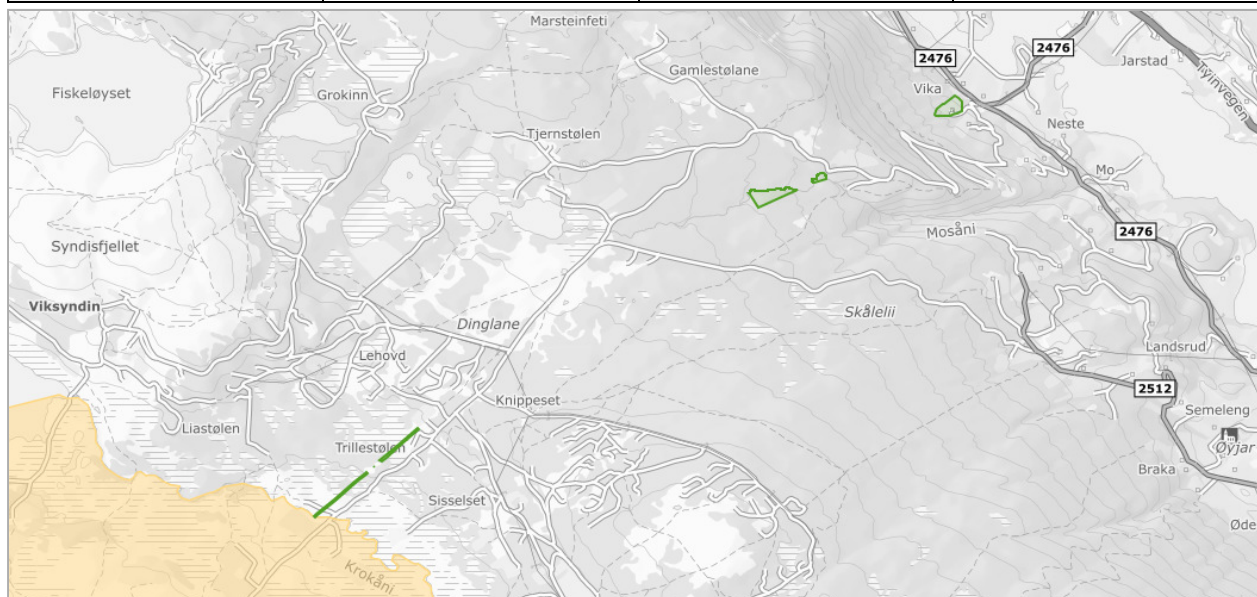 Marsteinfeti
2476
2476
Jarstad
Gamlestølane
Tyinvegen
Fiskeløyset
Grokinn
Vika
Neste
Tjernstølen
Mo
Mosåni
2476
Syndisfjellet
Viksyndin
Dinglane
Skålelii
Lehovd
Landsrud
2512
Knippeset
Semeleng
Liastølen
Trillestølen
Øyjar
Braka
Sisselset
Øde
Krokåni